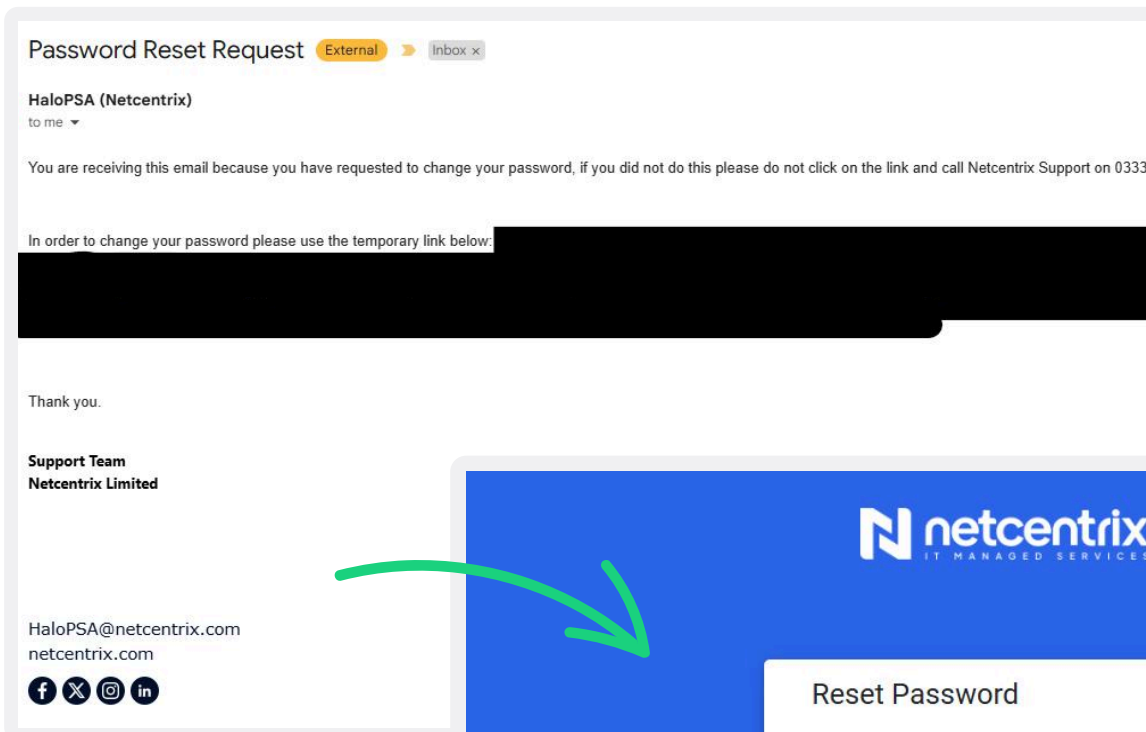 Password Reset Request External Inbox x
HaloPSA (Netcentrix)
to me
You are receiving this email because you have requested to change your password, if you did not do this please do not click on the link and call Netcentrix Support on 0333
In order to change your password please use the temporary link below:
Thank you.
Support Team
Netcentrix Limited
netcentrix
IT MANAGED SERVICES
HaloPSA@netcentrix.com
netcentrix.com
Reset Password